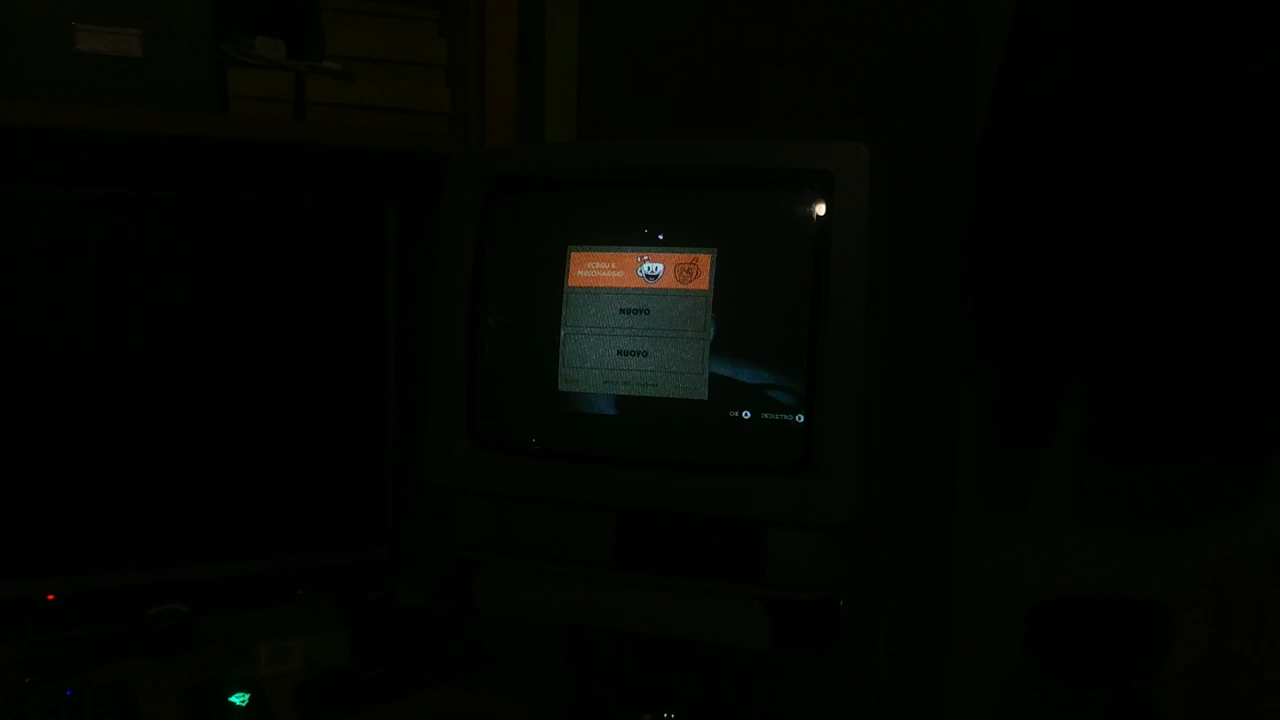 SCEGLI IL
PERSONAGGIO
NUOVO
NUOVO
OK A INDIETRO B